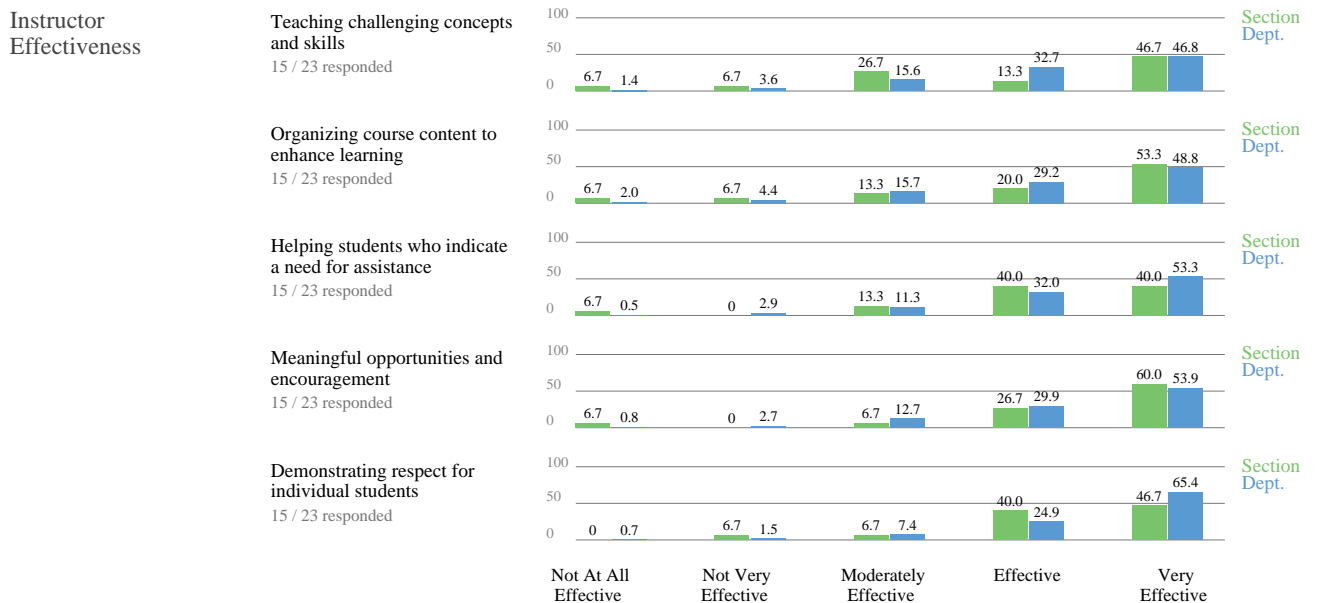 Instructor
Effectiveness
Teaching challenging concepts
and skills
15 / 23 responded
100
50
0
6.7 1.4 6.7 3.6 26.7 15.6 13.3 32.7 46.7 46.8
Section
Dept.
Organizing course content to
enhance learning
15 / 23 responded
100
50
0
6.7 2.0 6.7 4.4 13.3 15.7 20.0 29.2 53.3 48.8
Section
Dept.
Helping students who indicate
a need for assistance
15 / 23 responded
100
50
0
6.7 0.5 0 2.9 13.3 11.3 40.0 32.0 40.0 53.3
Section
Dept.
Meaningful opportunities and
encouragement
15 / 23 responded
100
50
0
6.7 0.8 0 2.7 6.7 12.7 26.7 29.9 60.0 53.9
Section
Dept.
Demonstrating respect for
individual students
15 / 23 responded
100
50
0
0 0.7 6.7 1.5 6.7 7.4 40.0 24.9 46.7 65.4
Section
Dept.
Not At All
Effective
Not Very
Effective
Moderately
Effective
Effective
Very
Effective